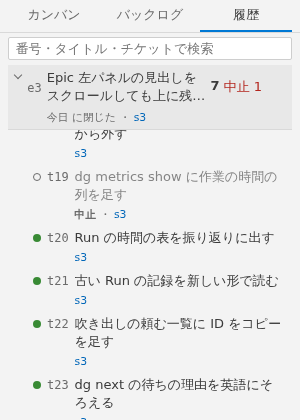 カンバン バックログ 履歴
番号・タイトル・チケットで検索
e3 Epic 左パネルの見出しを 7 中止 1
スクロールしても上に残…
今日 に閉じた · s3
から外す
s3
t19 dg metrics show に作業の時間の
列を足す
中止 · s3
t20 Run の時間の表を振り返りに出す
s3
t21 古い Run の記録を新しい形で読む
s3
t22 吹き出しの頼む一覧に ID をコピー
を足す
s3
t23 dg next の待ちの理由を英語にそ
ろえる